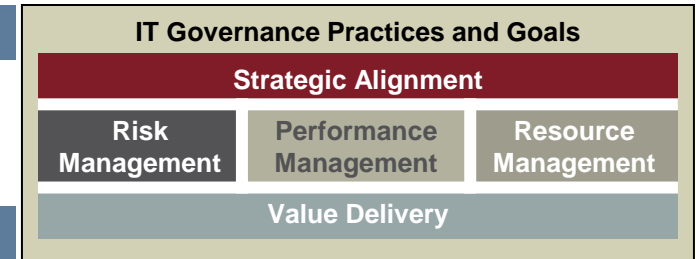 IT Governance Practices and Goals
Strategic Alignment
Risk
Management
Performance
Management
Resource
Management
Value Delivery